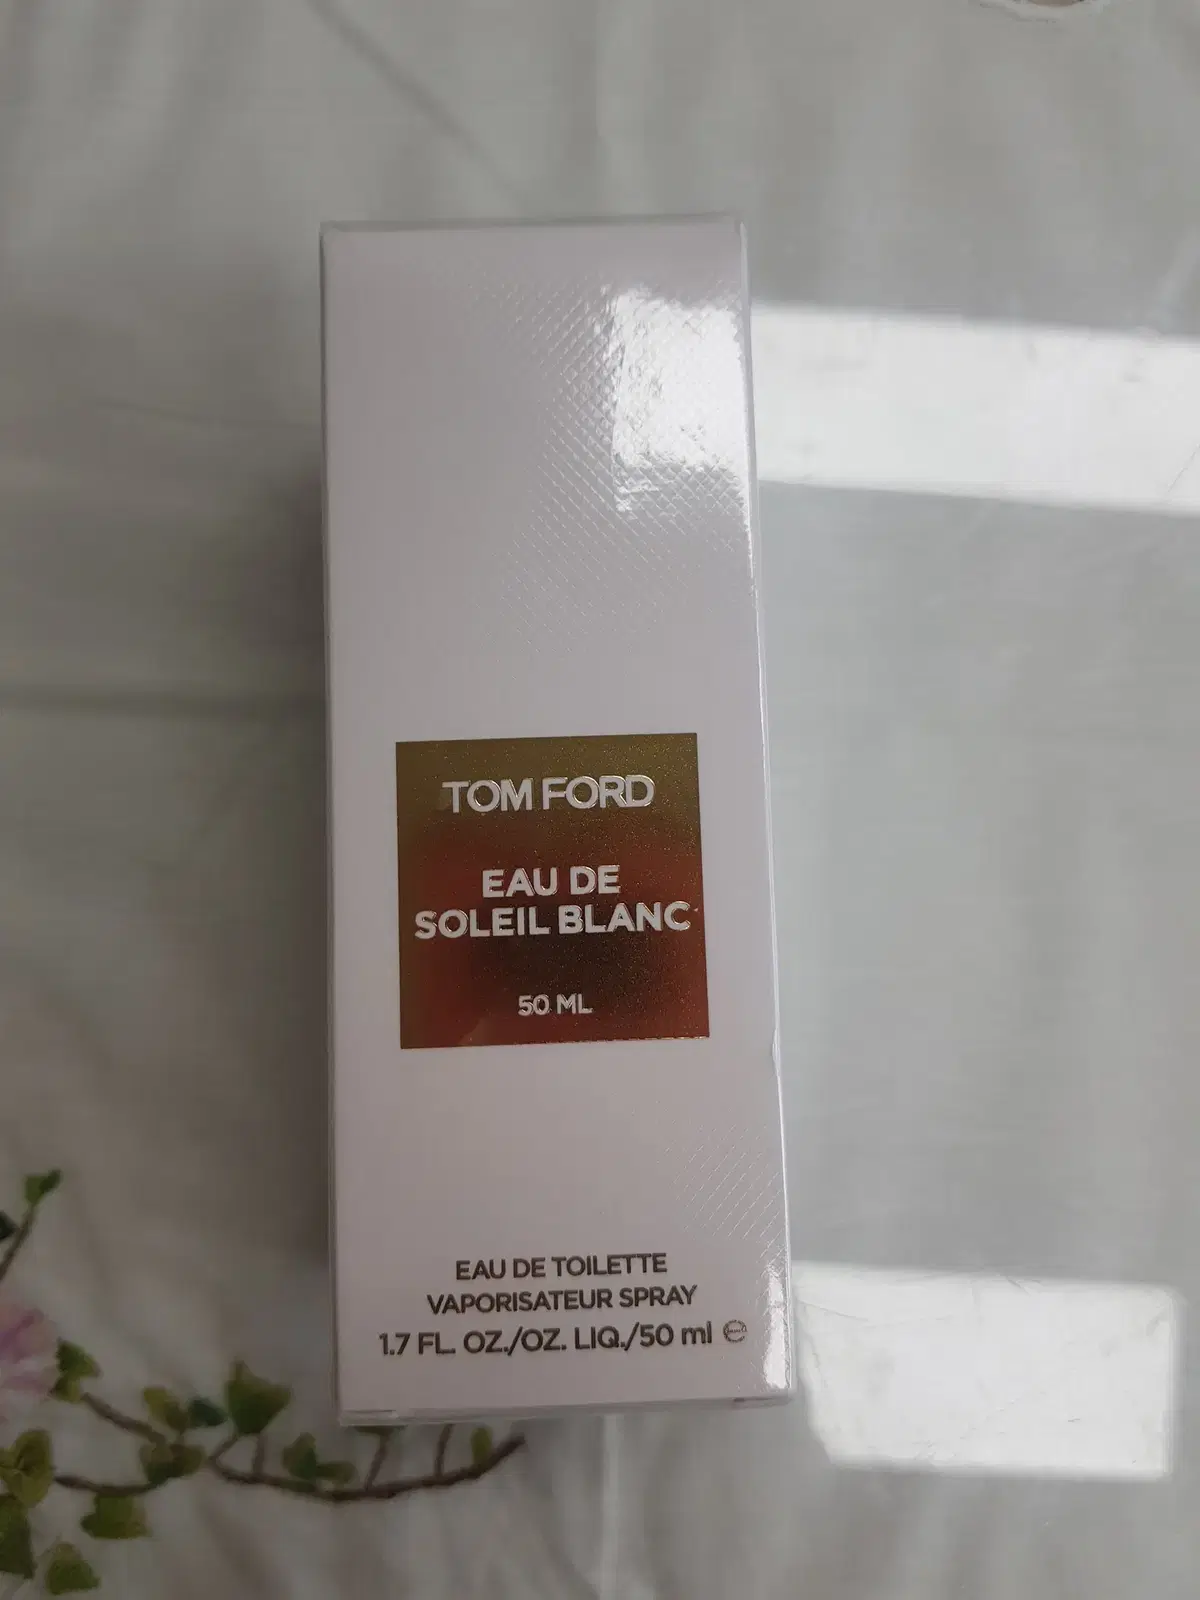 TOM FORD
EAU DE
SOLEIL BLANC
50 ML
EAU DE TOILETTE
VAPORISATEUR SPRAY
1.7 FL. OZ./OZ. LIQ./50 ml ℮